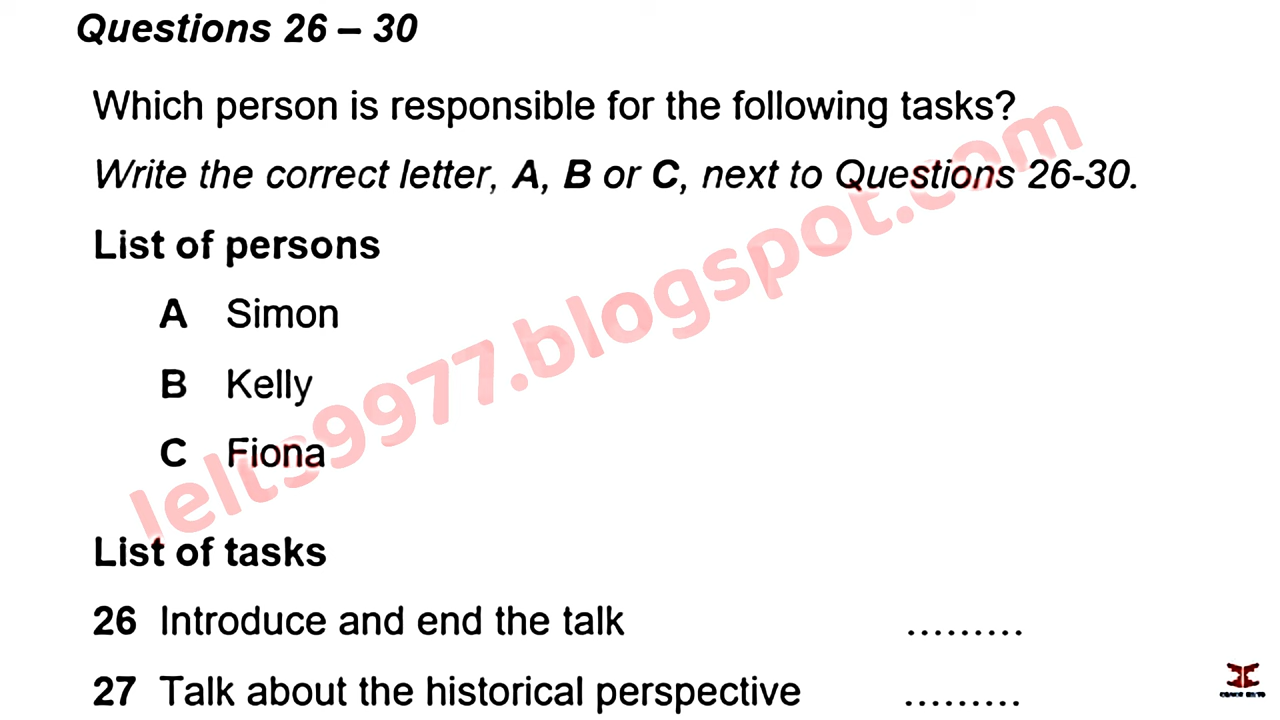 Questions 26 – 30
Which person is responsible for the following tasks?
Write the correct letter, A, B or C, next to Questions 26-30.
List of persons
A Simon
B Kelly
C Fiona
Ielts9977.blogspot.com
List of tasks
26 Introduce and end the talk .........
27 Talk about the historical perspective .........